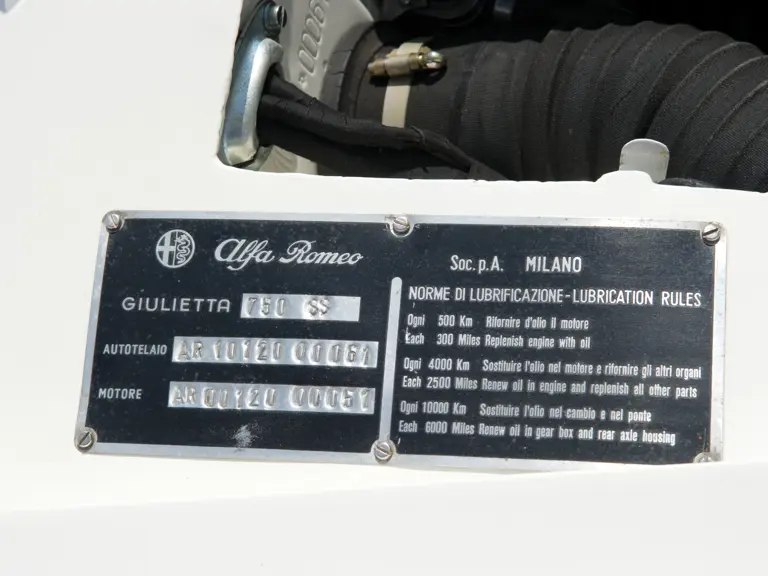 Alfa Romeo
GIULIETTA 750 SS
AUTOTELAIO AR 10120 00061
MOTORE AR 00120 00051
Soc. p. A. MILANO
NORME DI LUBRIFICAZIONE - LUBRICATION RULES
Ogni 500 Km Rifornire d'olio il motore
Each 300 Miles Replenish engine with oil
Ogni 4000 Km Sostituire l'olio nel motore e rifornire gli altri organi
Each 2500 Miles Renew oil in engine and replenish all other parts
Ogni 10000 Km Sostituire l'olio nel cambio e nel ponte
Each 6000 Miles Renew oil in gear box and rear axle housing